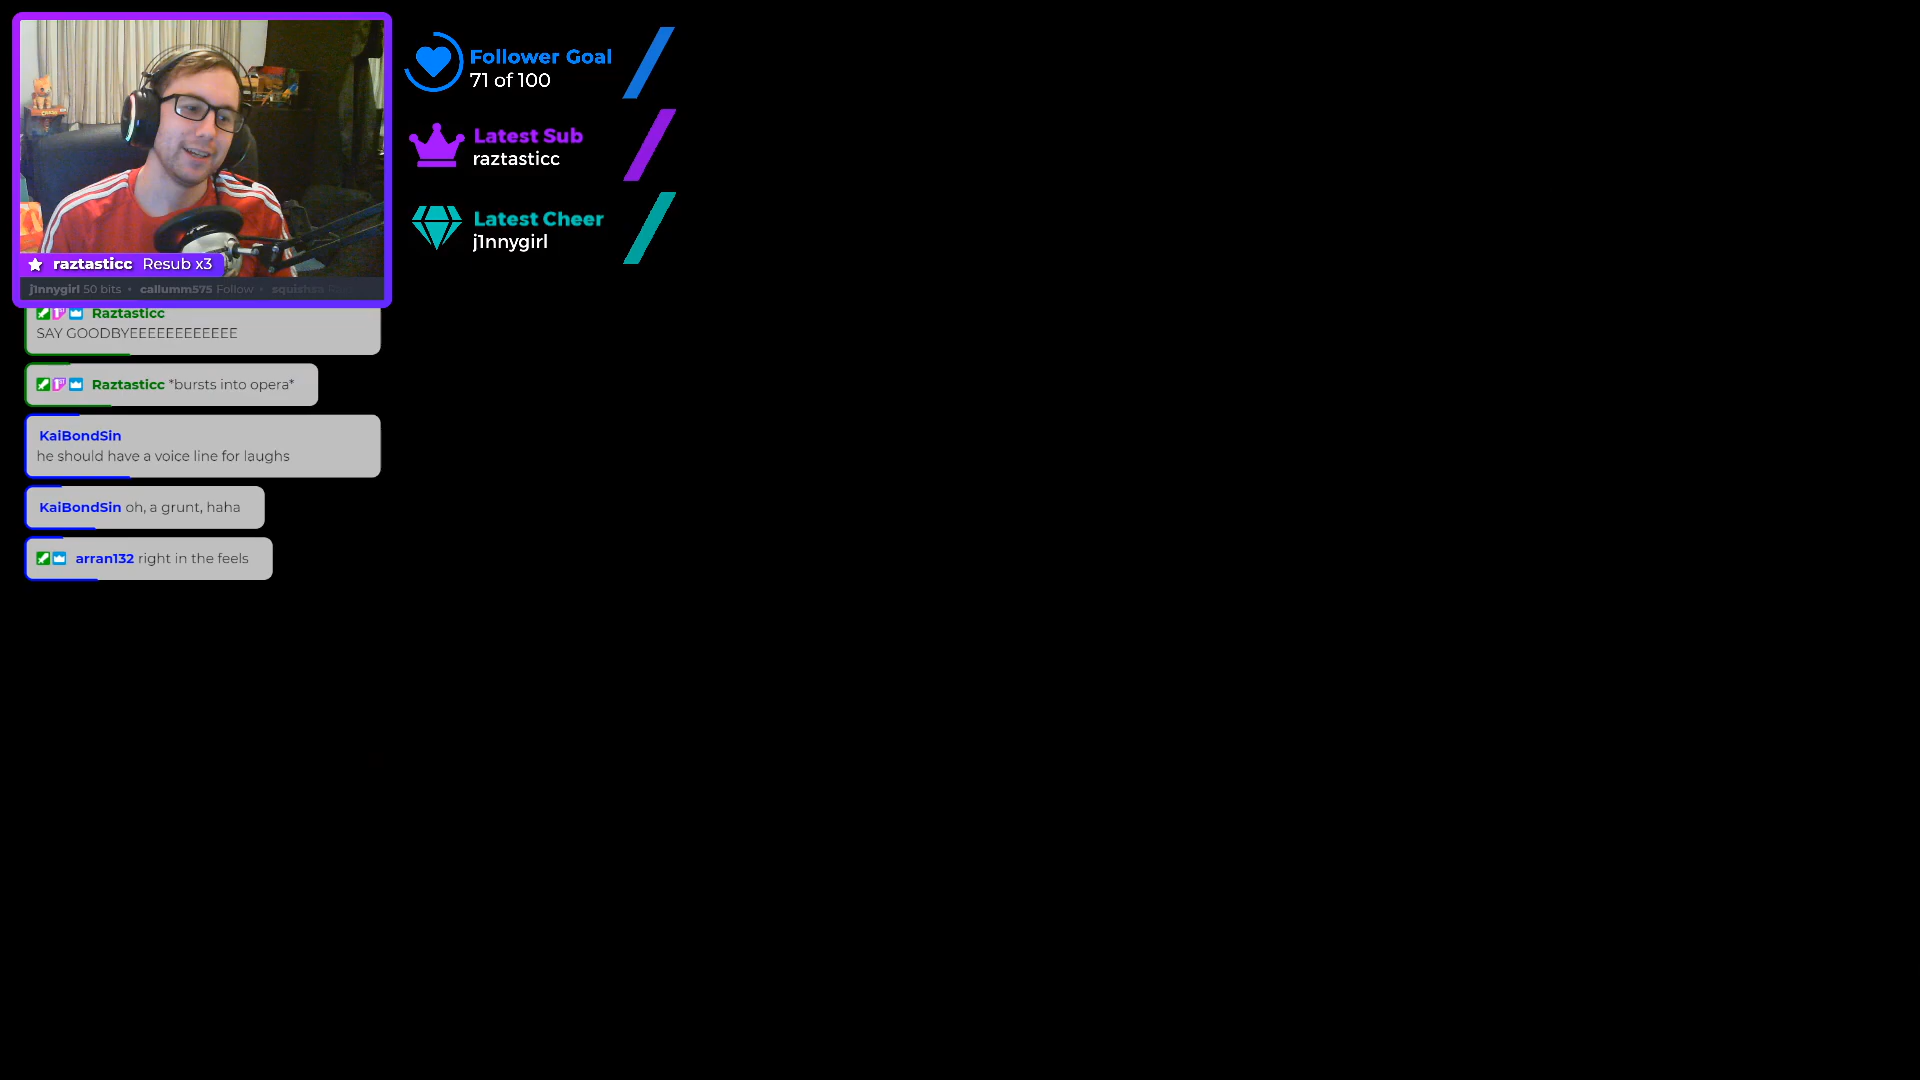 Follower Goal
71 of 100
Latest Sub
raztasticc
Latest Cheer
j1nnygirl
raztasticc Resub x3
j1nnygirl 50 bits • callumm575 Follow •
Raztasticc
SAY GOODBYEEEEEEEEEEEE
Raztasticc *bursts into opera*
KaiBondSin
he should have a voice line for laughs
KaiBondSin oh, a grunt, haha
arran132 right in the feels